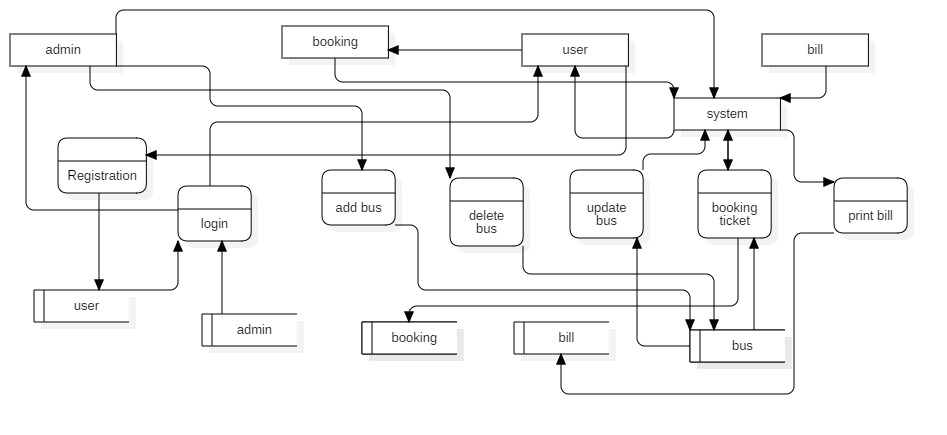 admin
booking
user
bill
system
Registration
login
add bus
delete
bus
update
bus
booking
ticket
print bill
user
admin
booking
bill
bus